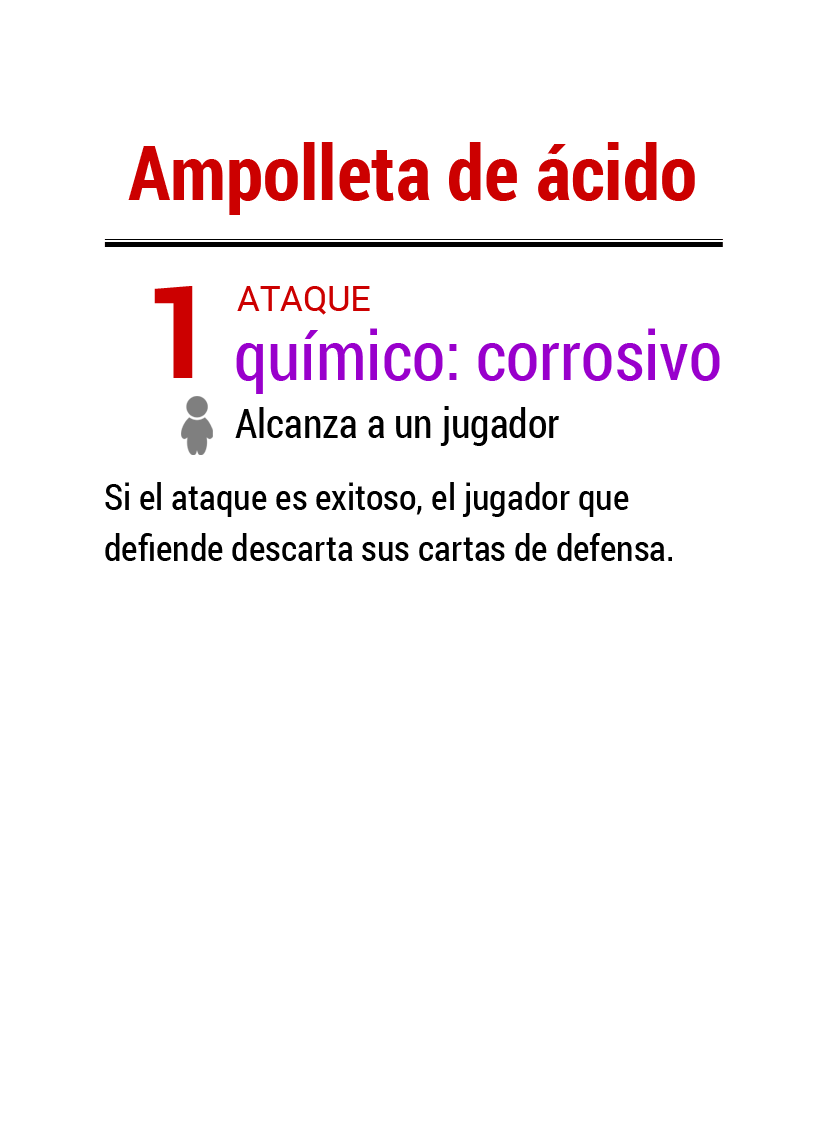 Ampolleta de ácido
1
ATAQUE
químico: corrosivo
Alcanza a un jugador
Si el ataque es exitoso, el jugador que
defiende descarta sus cartas de defensa.